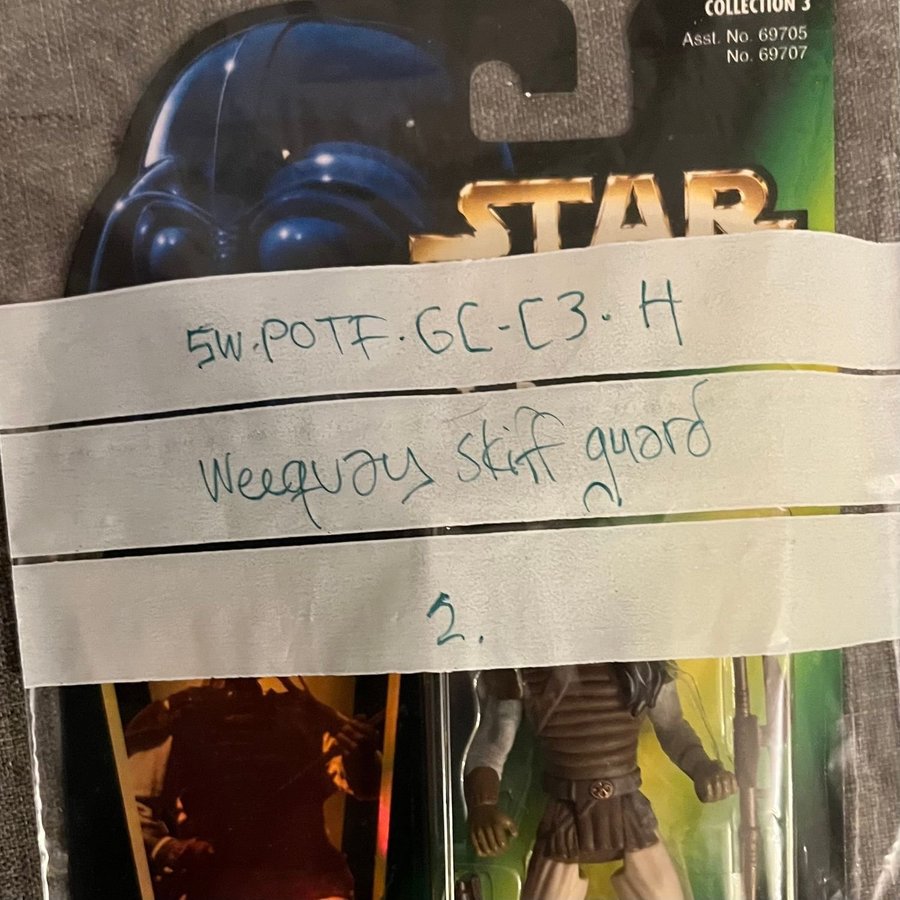 COLLECTION 3
Asst. No. 69705
No. 69707
STAR
SW.POTF.GC-C3.H
Weequay skiff guard
2.